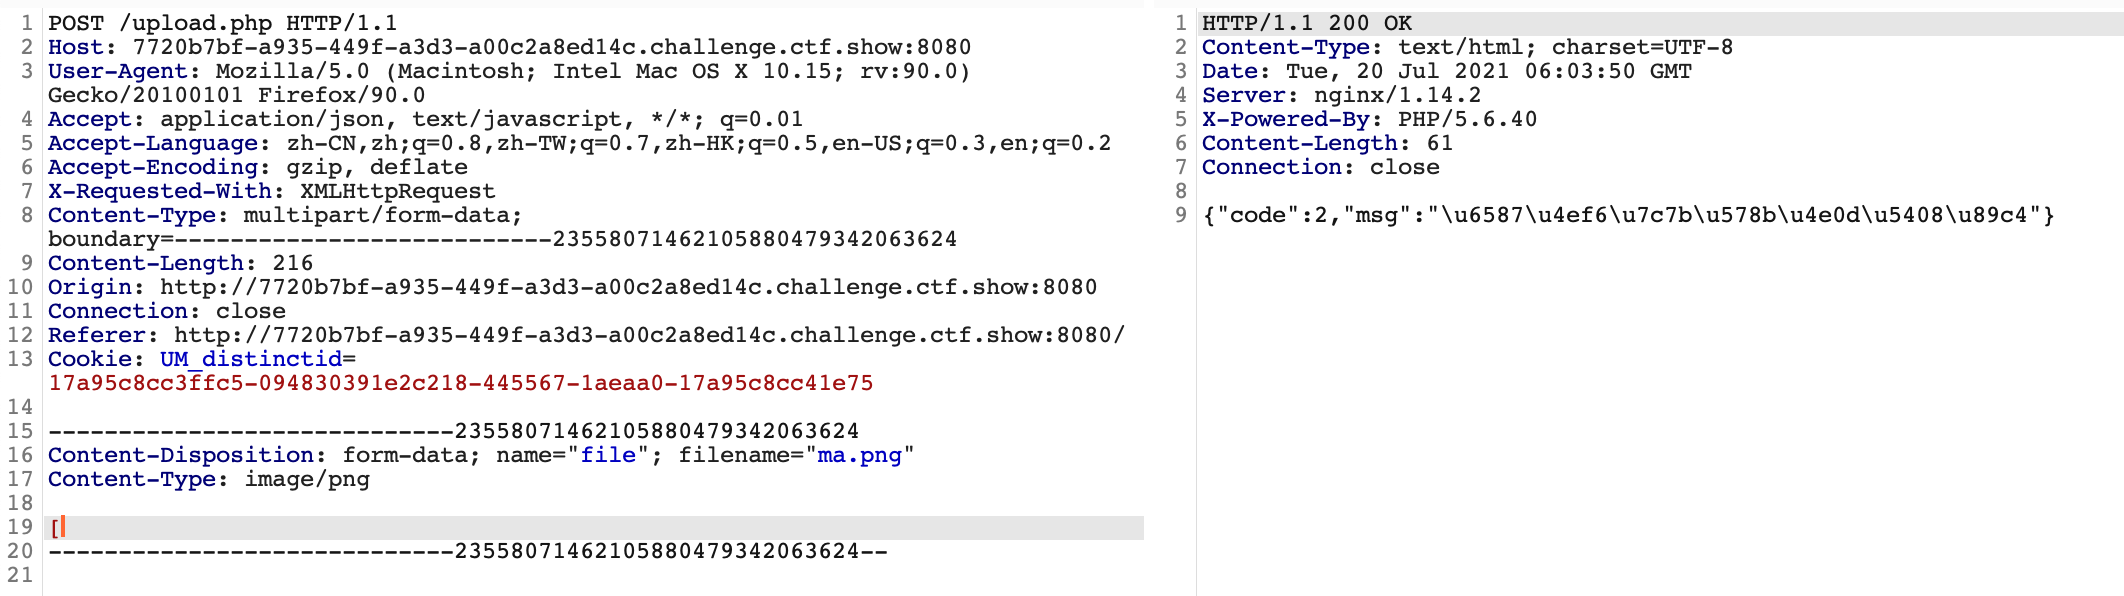 1 POST /upload.php HTTP/1.1
2 Host: 7720b7bf-a935-449f-a3d3-a00c2a8ed14c.challenge.ctf.show:8080
3 User-Agent: Mozilla/5.0 (Macintosh; Intel Mac OS X 10.15; rv:90.0)
Gecko/20100101 Firefox/90.0
4 Accept: application/json, text/javascript, */*; q=0.01
5 Accept-Language: zh-CN,zh;q=0.8,zh-TW;q=0.7,zh-HK;q=0.5,en-US;q=0.3,en;q=0.2
6 Accept-Encoding: gzip, deflate
7 X-Requested-With: XMLHttpRequest
8 Content-Type: multipart/form-data;
boundary=---------------------------23558071462105880479342063624
9 Content-Length: 216
10 Origin: http://7720b7bf-a935-449f-a3d3-a00c2a8ed14c.challenge.ctf.show:8080
11 Connection: close
12 Referer: http://7720b7bf-a935-449f-a3d3-a00c2a8ed14c.challenge.ctf.show:8080/
13 Cookie: UM_distinctid=
17a95c8cc3ffc5-094830391e2c218-445567-1aeaa0-17a95c8cc41e75
14
15 -----------------------------23558071462105880479342063624
16 Content-Disposition: form-data; name="file"; filename="ma.png"
17 Content-Type: image/png
18
19 [
20 -----------------------------23558071462105880479342063624--
21
1 HTTP/1.1 200 OK
2 Content-Type: text/html; charset=UTF-8
3 Date: Tue, 20 Jul 2021 06:03:50 GMT
4 Server: nginx/1.14.2
5 X-Powered-By: PHP/5.6.40
6 Content-Length: 61
7 Connection: close
8
9 {"code":2,"msg":"\u6587\u4ef6\u7c7b\u578b\u4e0d\u5408\u89c4"}